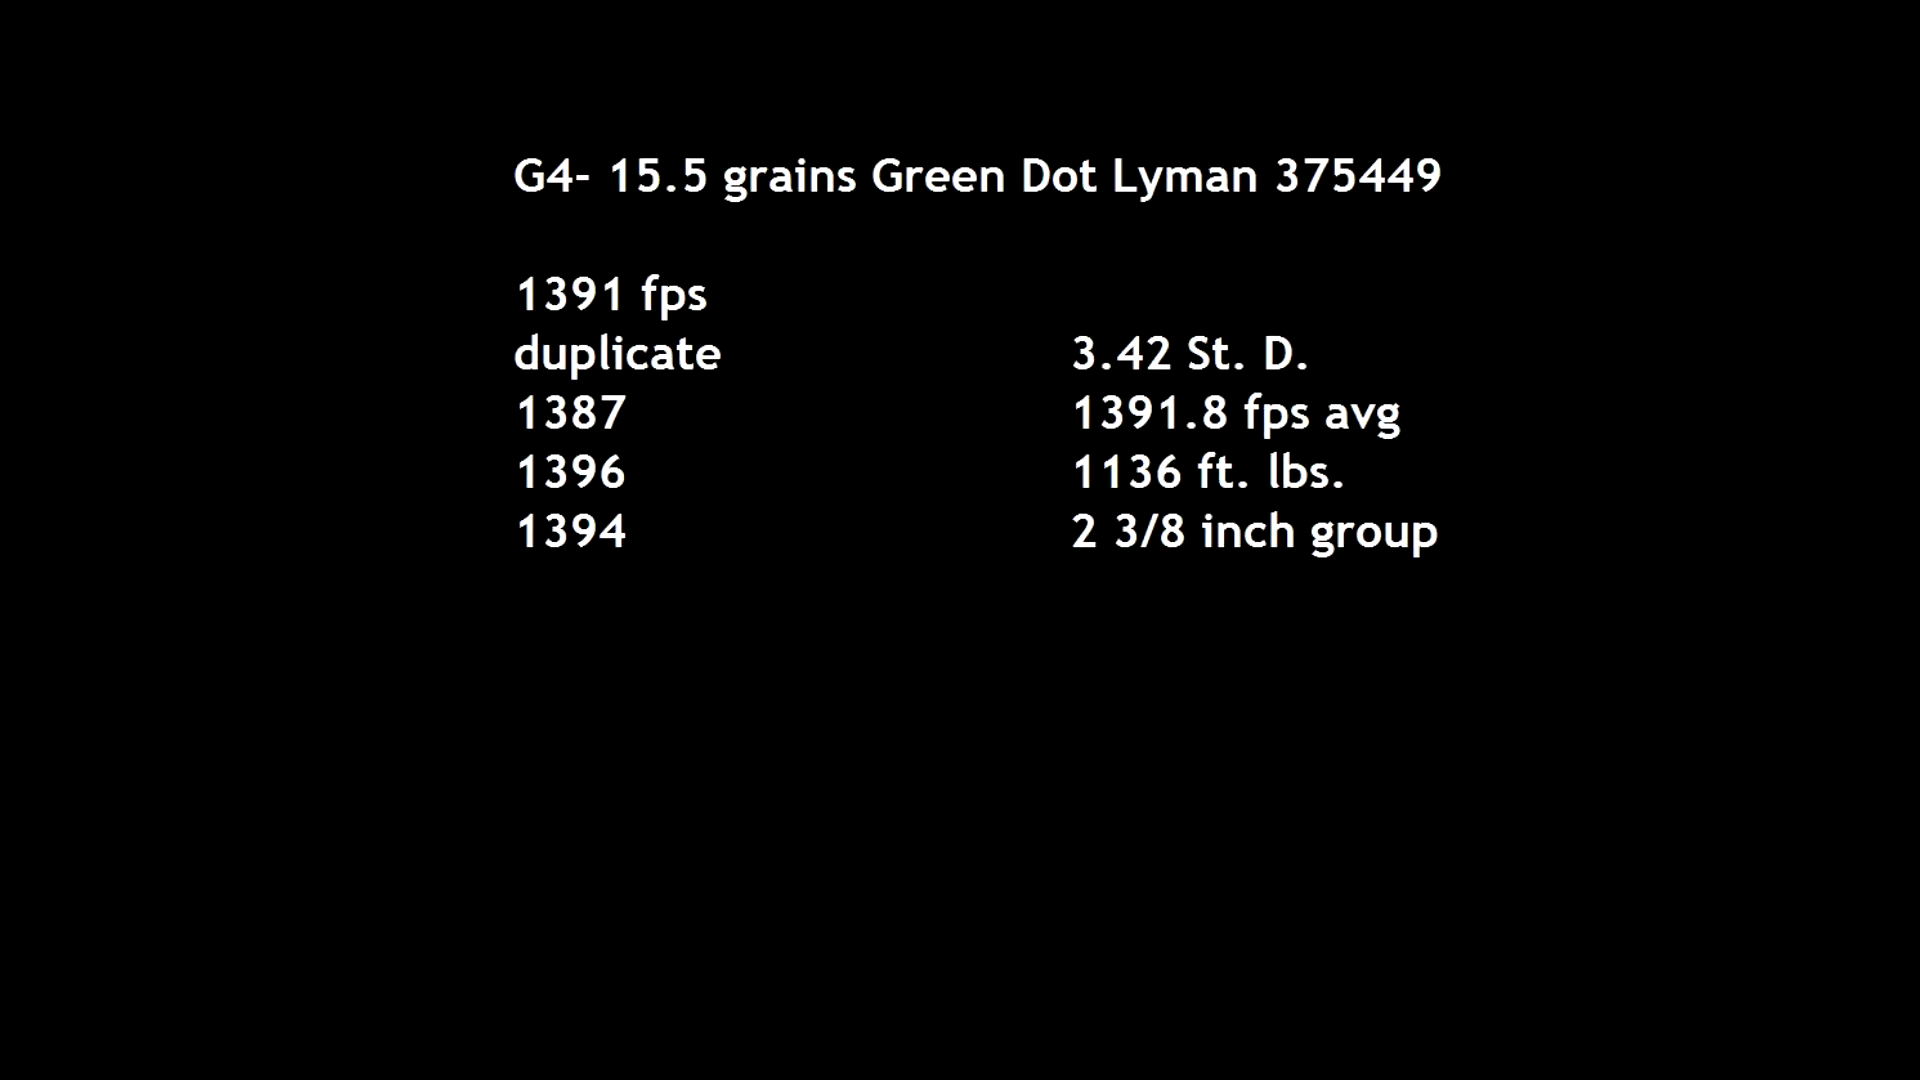 G4- 15.5 grains Green Dot Lyman 375449
1391 fps
duplicate
1387
1396
1394
3.42 St. D.
1391.8 fps avg
1136 ft. lbs.
2 3/8 inch group